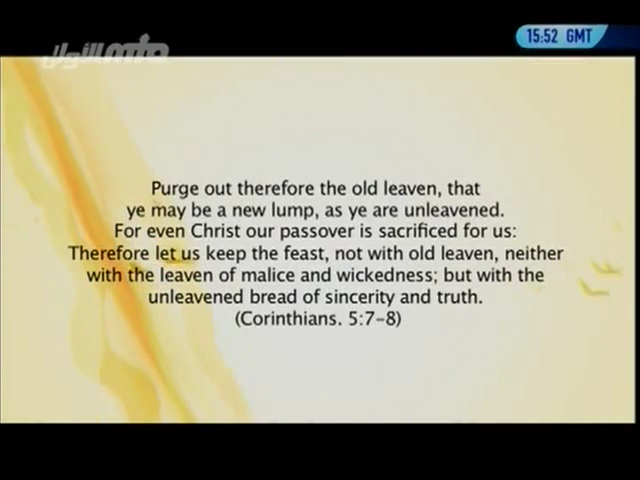 الأولى mta
15:52 GMT
Purge out therefore the old leaven, that
ye may be a new lump, as ye are unleavened.
For even Christ our passover is sacrificed for us:
Therefore let us keep the feast, not with old leaven, neither
with the leaven of malice and wickedness; but with the
unleavened bread of sincerity and truth.
(Corinthians. 5:7-8)